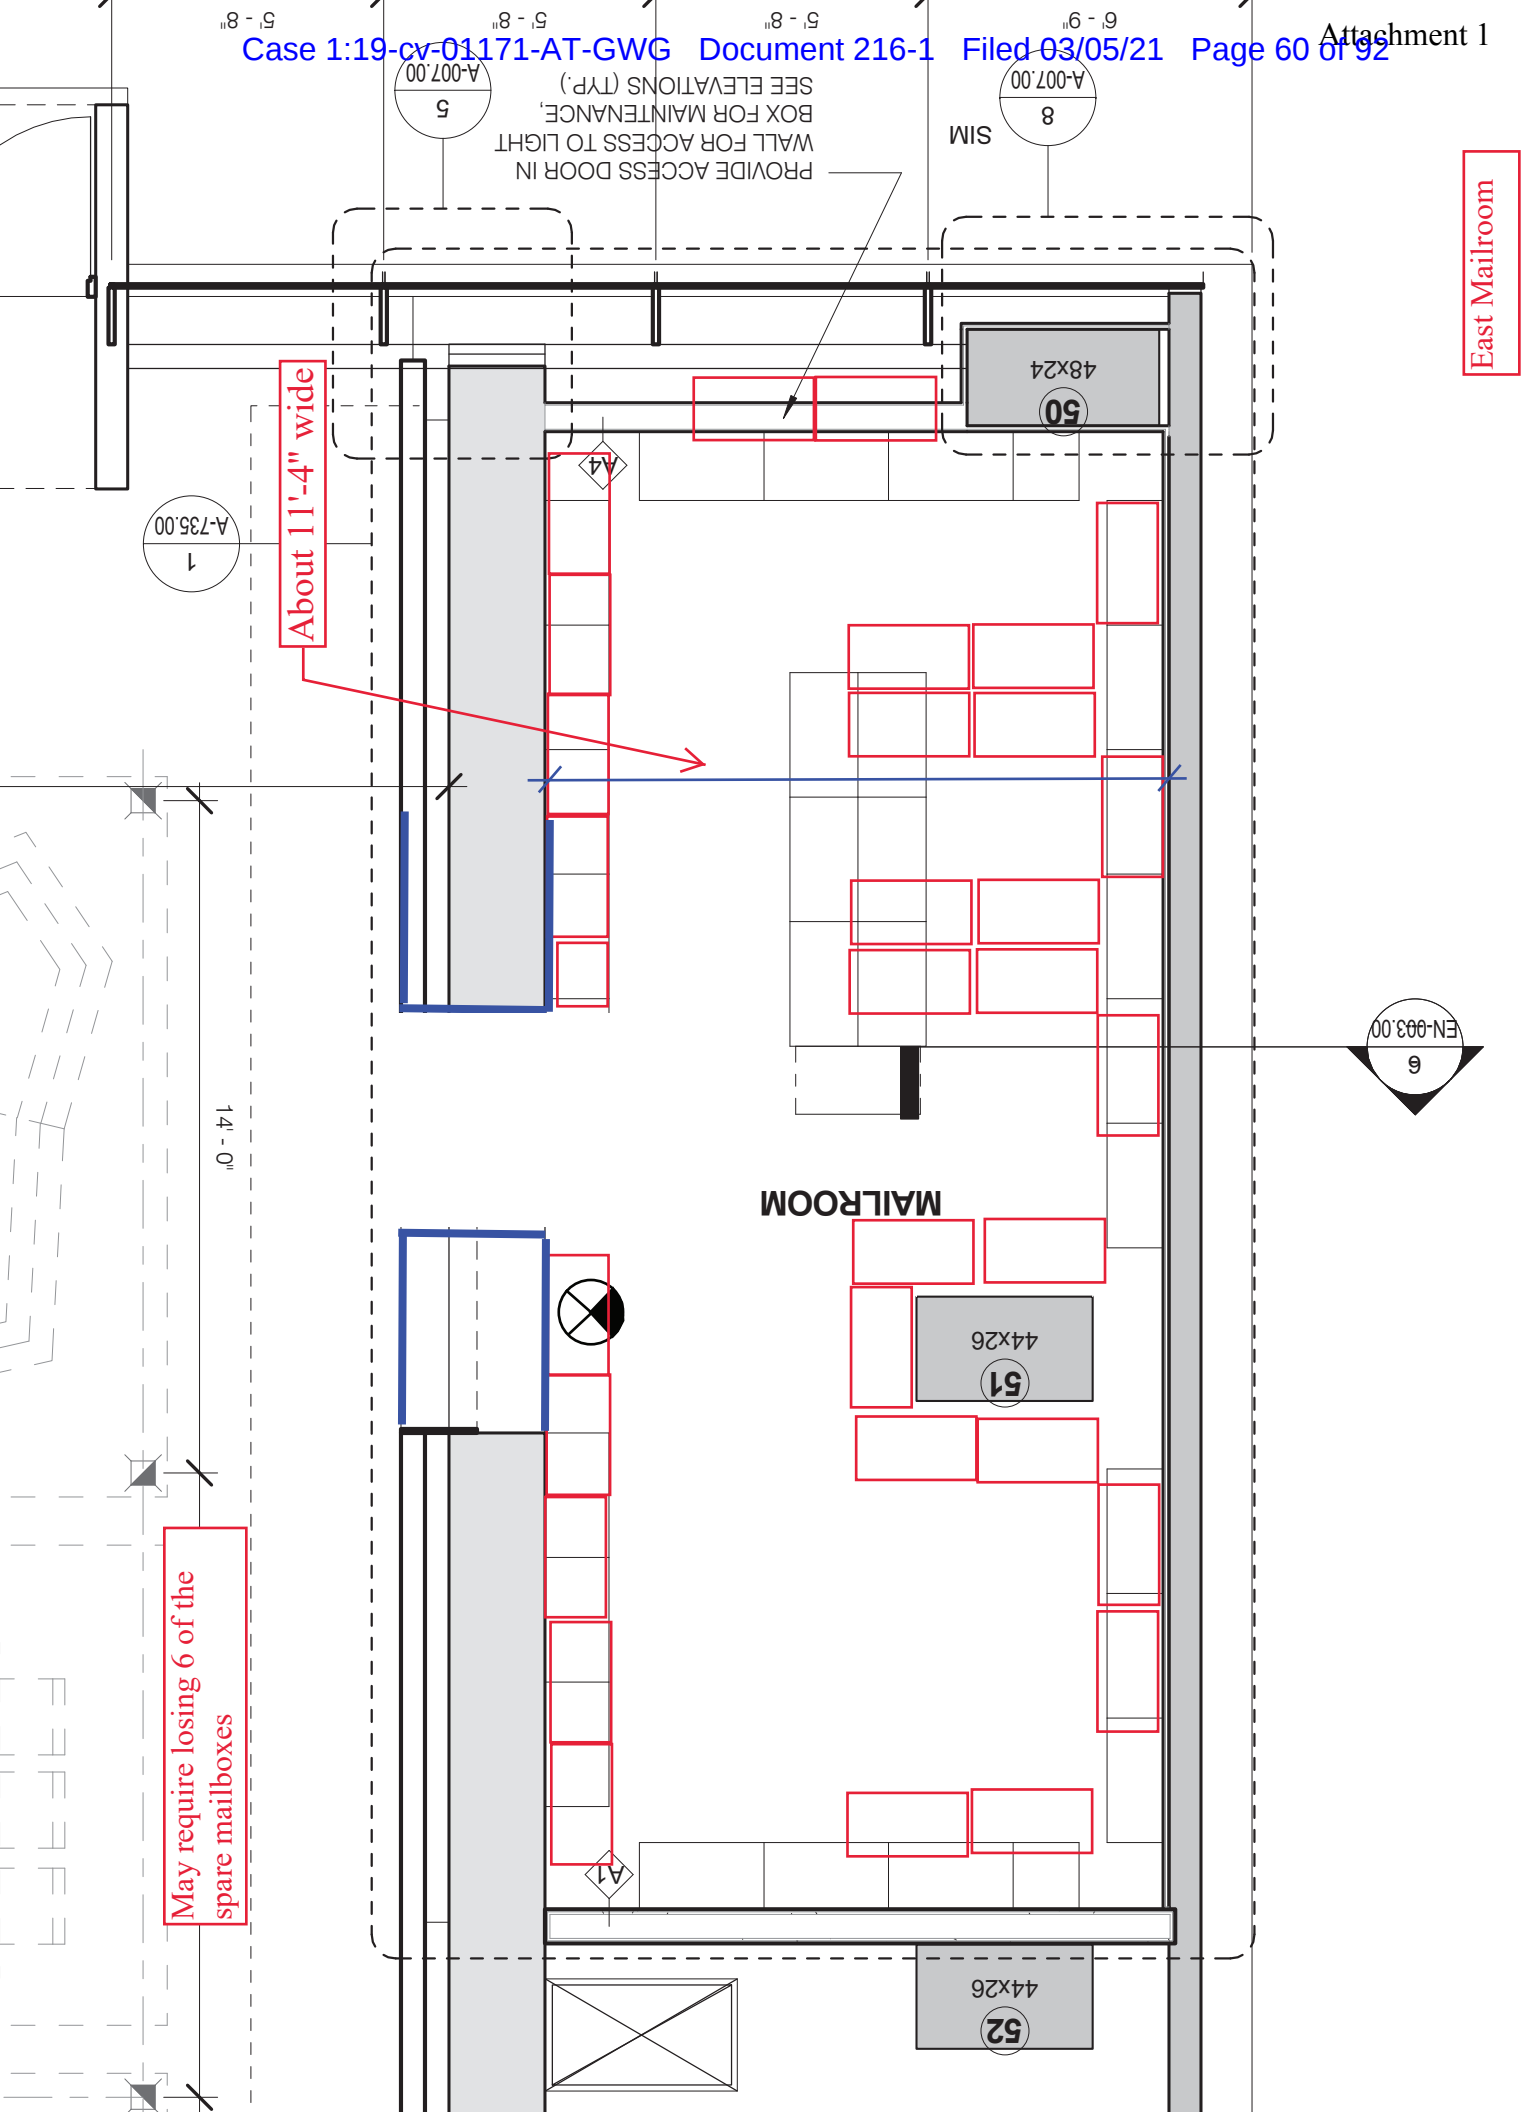 Case 1:19-cv-01171-AT-GWG Document 216-1 Filed 03/05/21 Page 60 of 92
Attachment 1
5' - 8"
5' - 8"
5' - 8"
6' - 9"
5
A-007.00
8
A-007.00
SIM
PROVIDE ACCESS DOOR IN
WALL FOR ACCESS TO LIGHT
BOX FOR MAINTENANCE,
SEE ELEVATIONS (TYP.)
East Mailroom
50
48x24
About 11'-4" wide
A4
1
A-735.00
14' - 0"
6
EN-003.00
MAILROOM
51
44x26
May require losing 6 of the
spare mailboxes
A1
52
44x26